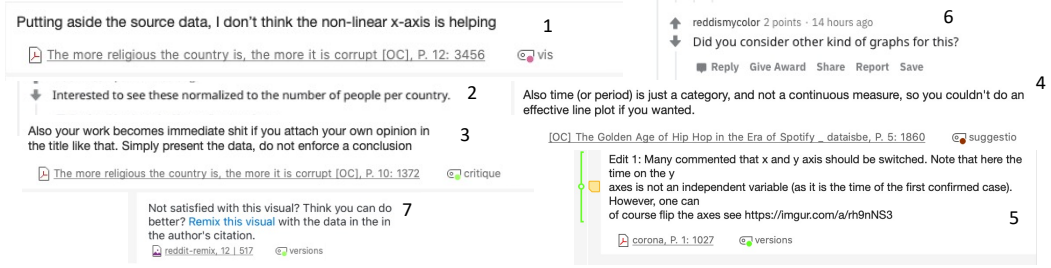 Putting aside the source data, I don't think the non-linear x-axis is helping
1
The more religious the country is, the more it is corrupt [OC], P. 12: 3456
vis
reddismycolor 2 points · 14 hours ago
6
Did you consider other kind of graphs for this?
Reply Give Award Share Report Save
Interested to see these normalized to the number of people per country.
2
Also your work becomes immediate shit if you attach your own opinion in
the title like that. Simply present the data, do not enforce a conclusion
3
The more religious the country is, the more it is corrupt [OC], P. 10: 1372
critique
4
Also time (or period) is just a category, and not a continuous measure, so you couldn't do an
effective line plot if you wanted.
[OC] The Golden Age of Hip Hop in the Era of Spotify _ dataisbe, P. 5: 1860
suggestio
Edit 1: Many commented that x and y axis should be switched. Note that here the
time on the y
axes is not an independent variable (as it is the time of the first confirmed case).
However, one can
of course flip the axes see https://imgur.com/a/rh9nNS3
5
corona, P. 1: 1027
versions
Not satisfied with this visual? Think you can do
better? Remix this visual with the data in the in
the author's citation.
7
reddit-remix, 12 | 517
versions